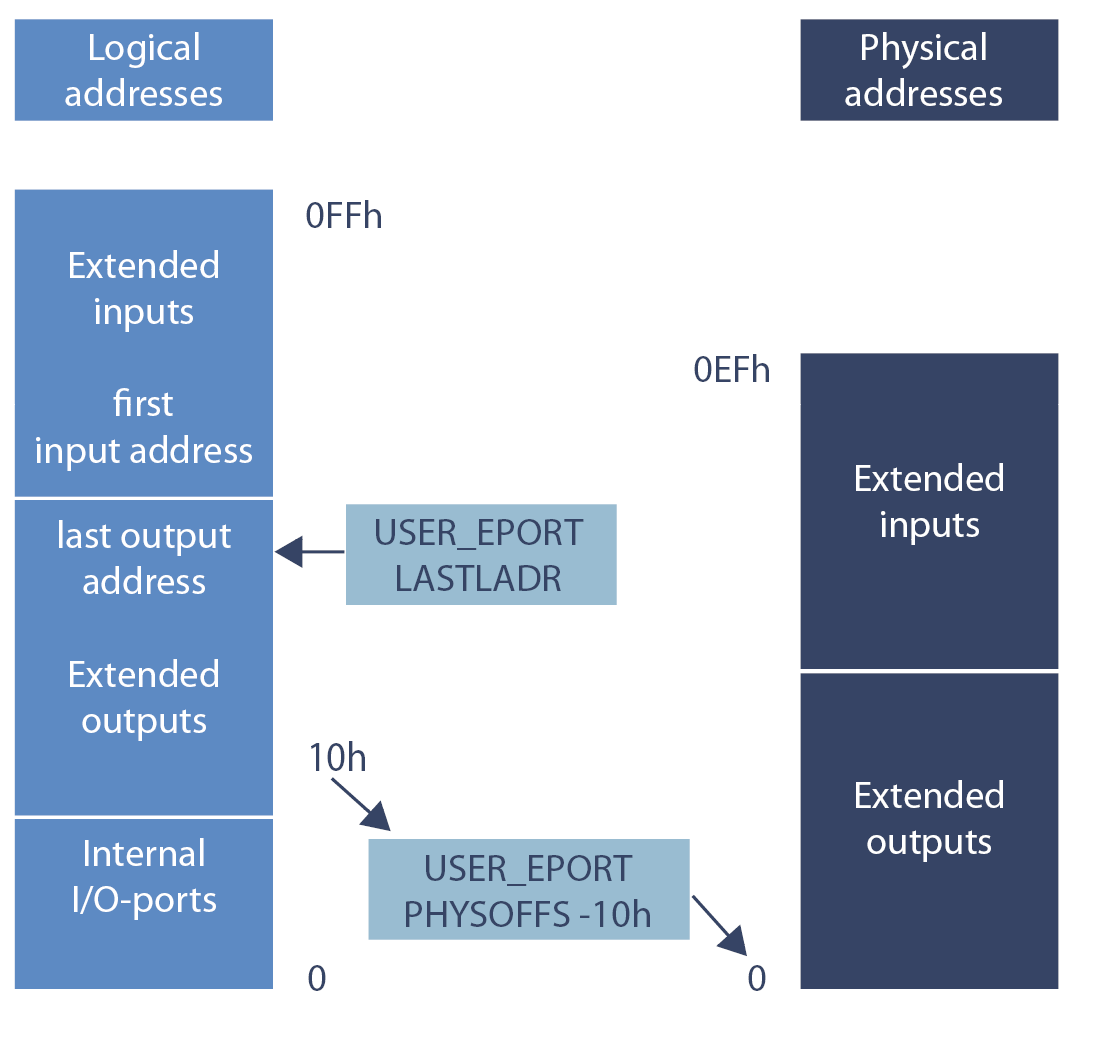 Logical
addresses
Physical
addresses
0FFh
Extended
inputs
first
input address
0EFh
Extended
inputs
last output
address
USER_EPORT
LASTLADR
Extended
outputs
10h
Extended
outputs
Internal
I/O-ports
USER_EPORT
PHYSOFFS -10h
0
0